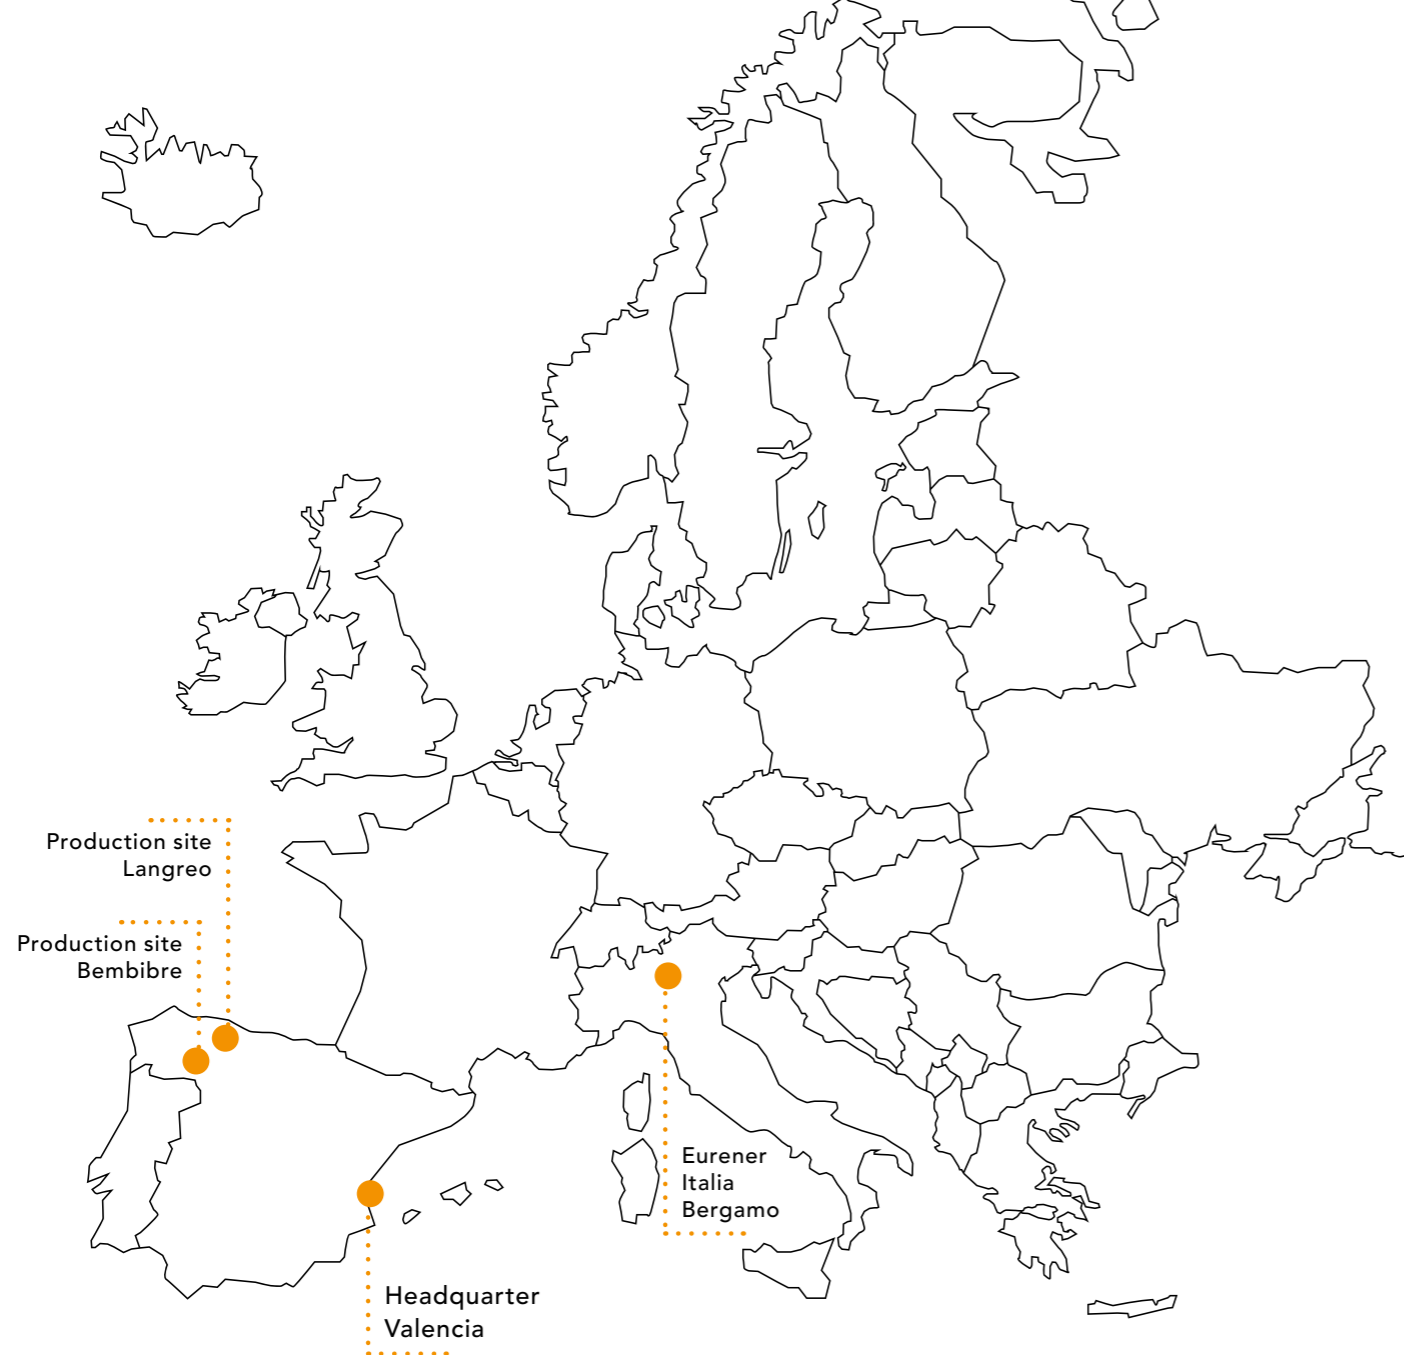 Production site
Langreo
Production site
Bembibre
Eurener
Italia
Bergamo
Headquarter
Valencia